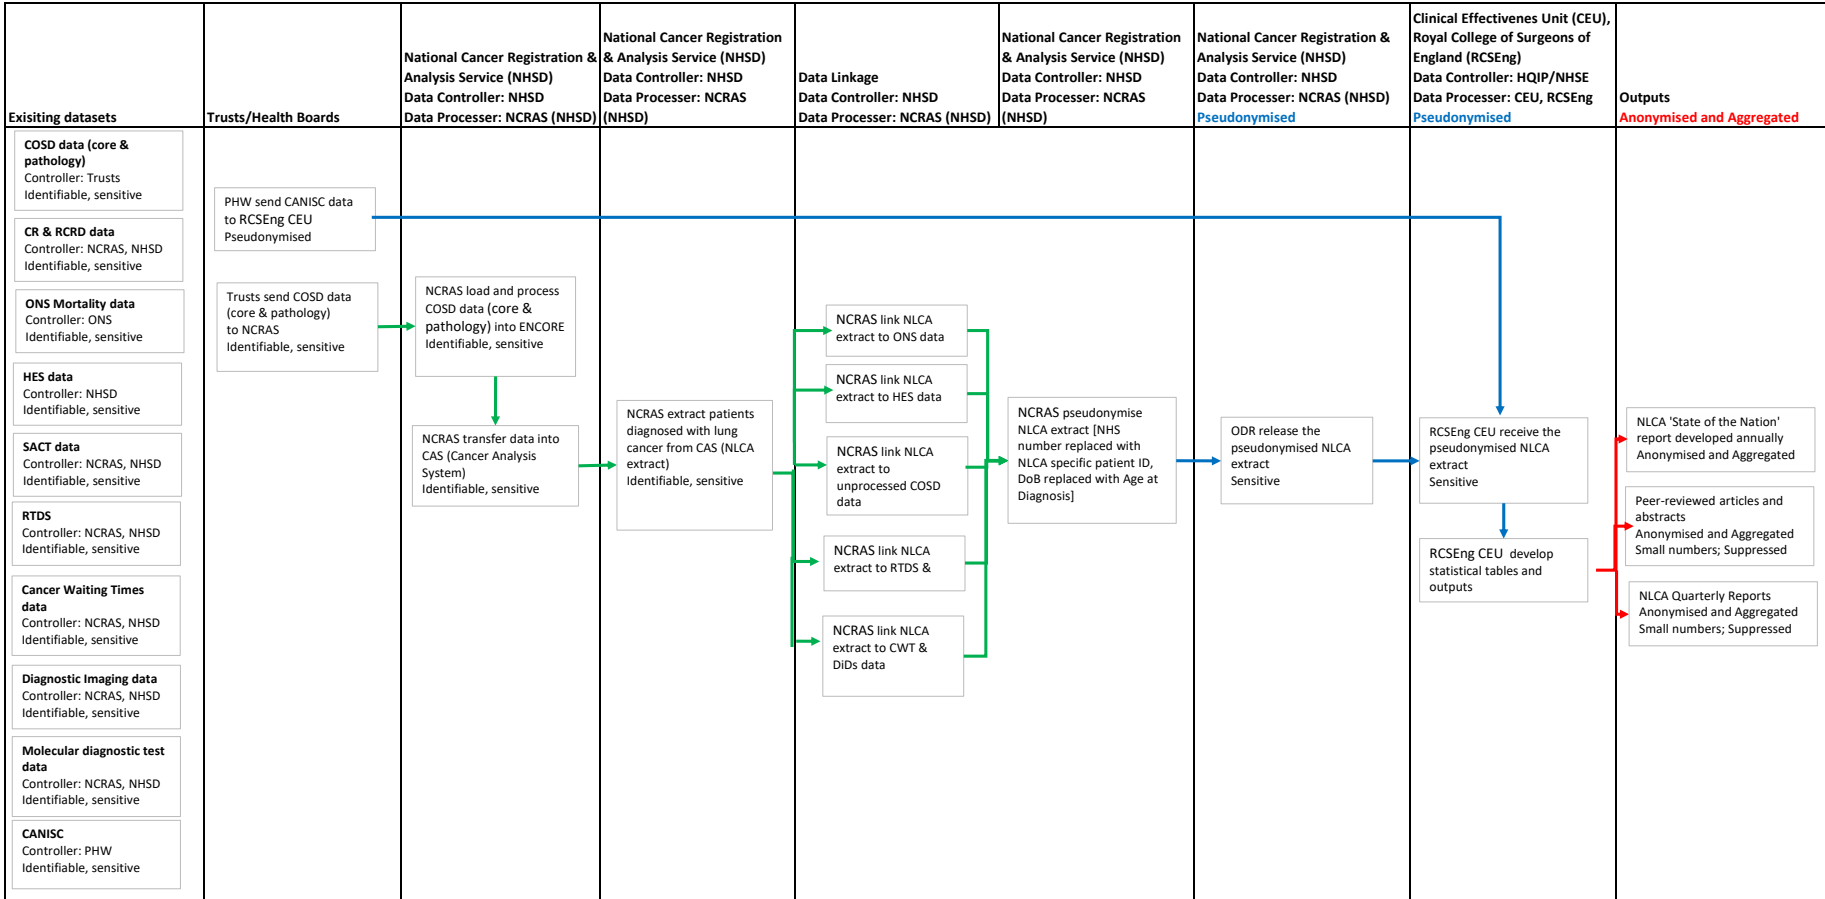 Exisiting datasets
Trusts/Health Boards
National Cancer Registration &
Analysis Service (NHSD)
Data Controller: NHSD
Data Processer: NCRAS (NHSD)
National Cancer Registration
& Analysis Service (NHSD)
Data Controller: NHSD
Data Processer: NCRAS
(NHSD)
Data Linkage
Data Controller: NHSD
Data Processer: NCRAS (NHSD)
National Cancer Registration
& Analysis Service (NHSD)
Data Controller: NHSD
Data Processer: NCRAS
(NHSD)
National Cancer Registration &
Analysis Service (NHSD)
Data Controller: NHSD
Data Processer: NCRAS (NHSD)
Pseudonymised
Clinical Effectivenes Unit (CEU),
Royal College of Surgeons of
England (RCSEng)
Data Controller: HQIP/NHSE
Data Processer: CEU, RCSEng
Pseudonymised
Outputs
Anonymised and Aggregated
COSD data (core &
pathology)
Controller: Trusts
Identifiable, sensitive
CR & RCRD data
Controller: NCRAS, NHSD
Identifiable, sensitive
ONS Mortality data
Controller: ONS
Identifiable, sensitive
HES data
Controller: NHSD
Identifiable, sensitive
SACT data
Controller: NCRAS, NHSD
Identifiable, sensitive
RTDS
Controller: NCRAS, NHSD
Identifiable, sensitive
Cancer Waiting Times
data
Controller: NCRAS, NHSD
Identifiable, sensitive
Diagnostic Imaging data
Controller: NCRAS, NHSD
Identifiable, sensitive
Molecular diagnostic test
data
Controller: NCRAS, NHSD
Identifiable, sensitive
CANISC
Controller: PHW
Identifiable, sensitive
PHW send CANISC data
to RCSEng CEU
Pseudonymised
Trusts send COSD data
(core & pathology)
to NCRAS
Identifiable, sensitive
NCRAS load and process
COSD data (core &
pathology) into ENCORE
Identifiable, sensitive
NCRAS transfer data into
CAS (Cancer Analysis
System)
Identifiable, sensitive
NCRAS extract patients
diagnosed with lung
cancer from CAS (NLCA
extract)
Identifiable, sensitive
NCRAS link NLCA
extract to ONS data
NCRAS link NLCA
extract to HES data
NCRAS link NLCA
extract to
unprocessed COSD
data
NCRAS link NLCA
extract to RTDS &
NCRAS link NLCA
extract to CWT &
DiDs data
NCRAS pseudonymise
NLCA extract [NHS
number replaced with
NLCA specific patient ID,
DoB replaced with Age at
Diagnosis]
ODR release the
pseudonymised NLCA
extract
Sensitive
RCSEng CEU receive the
pseudonymised NLCA
extract
Sensitive
RCSEng CEU develop
statistical tables and
outputs
NLCA 'State of the Nation'
report developed annually
Anonymised and Aggregated
Peer-reviewed articles and
abstracts
Anonymised and Aggregated
Small numbers; Suppressed
NLCA Quarterly Reports
Anonymised and Aggregated
Small numbers; Suppressed